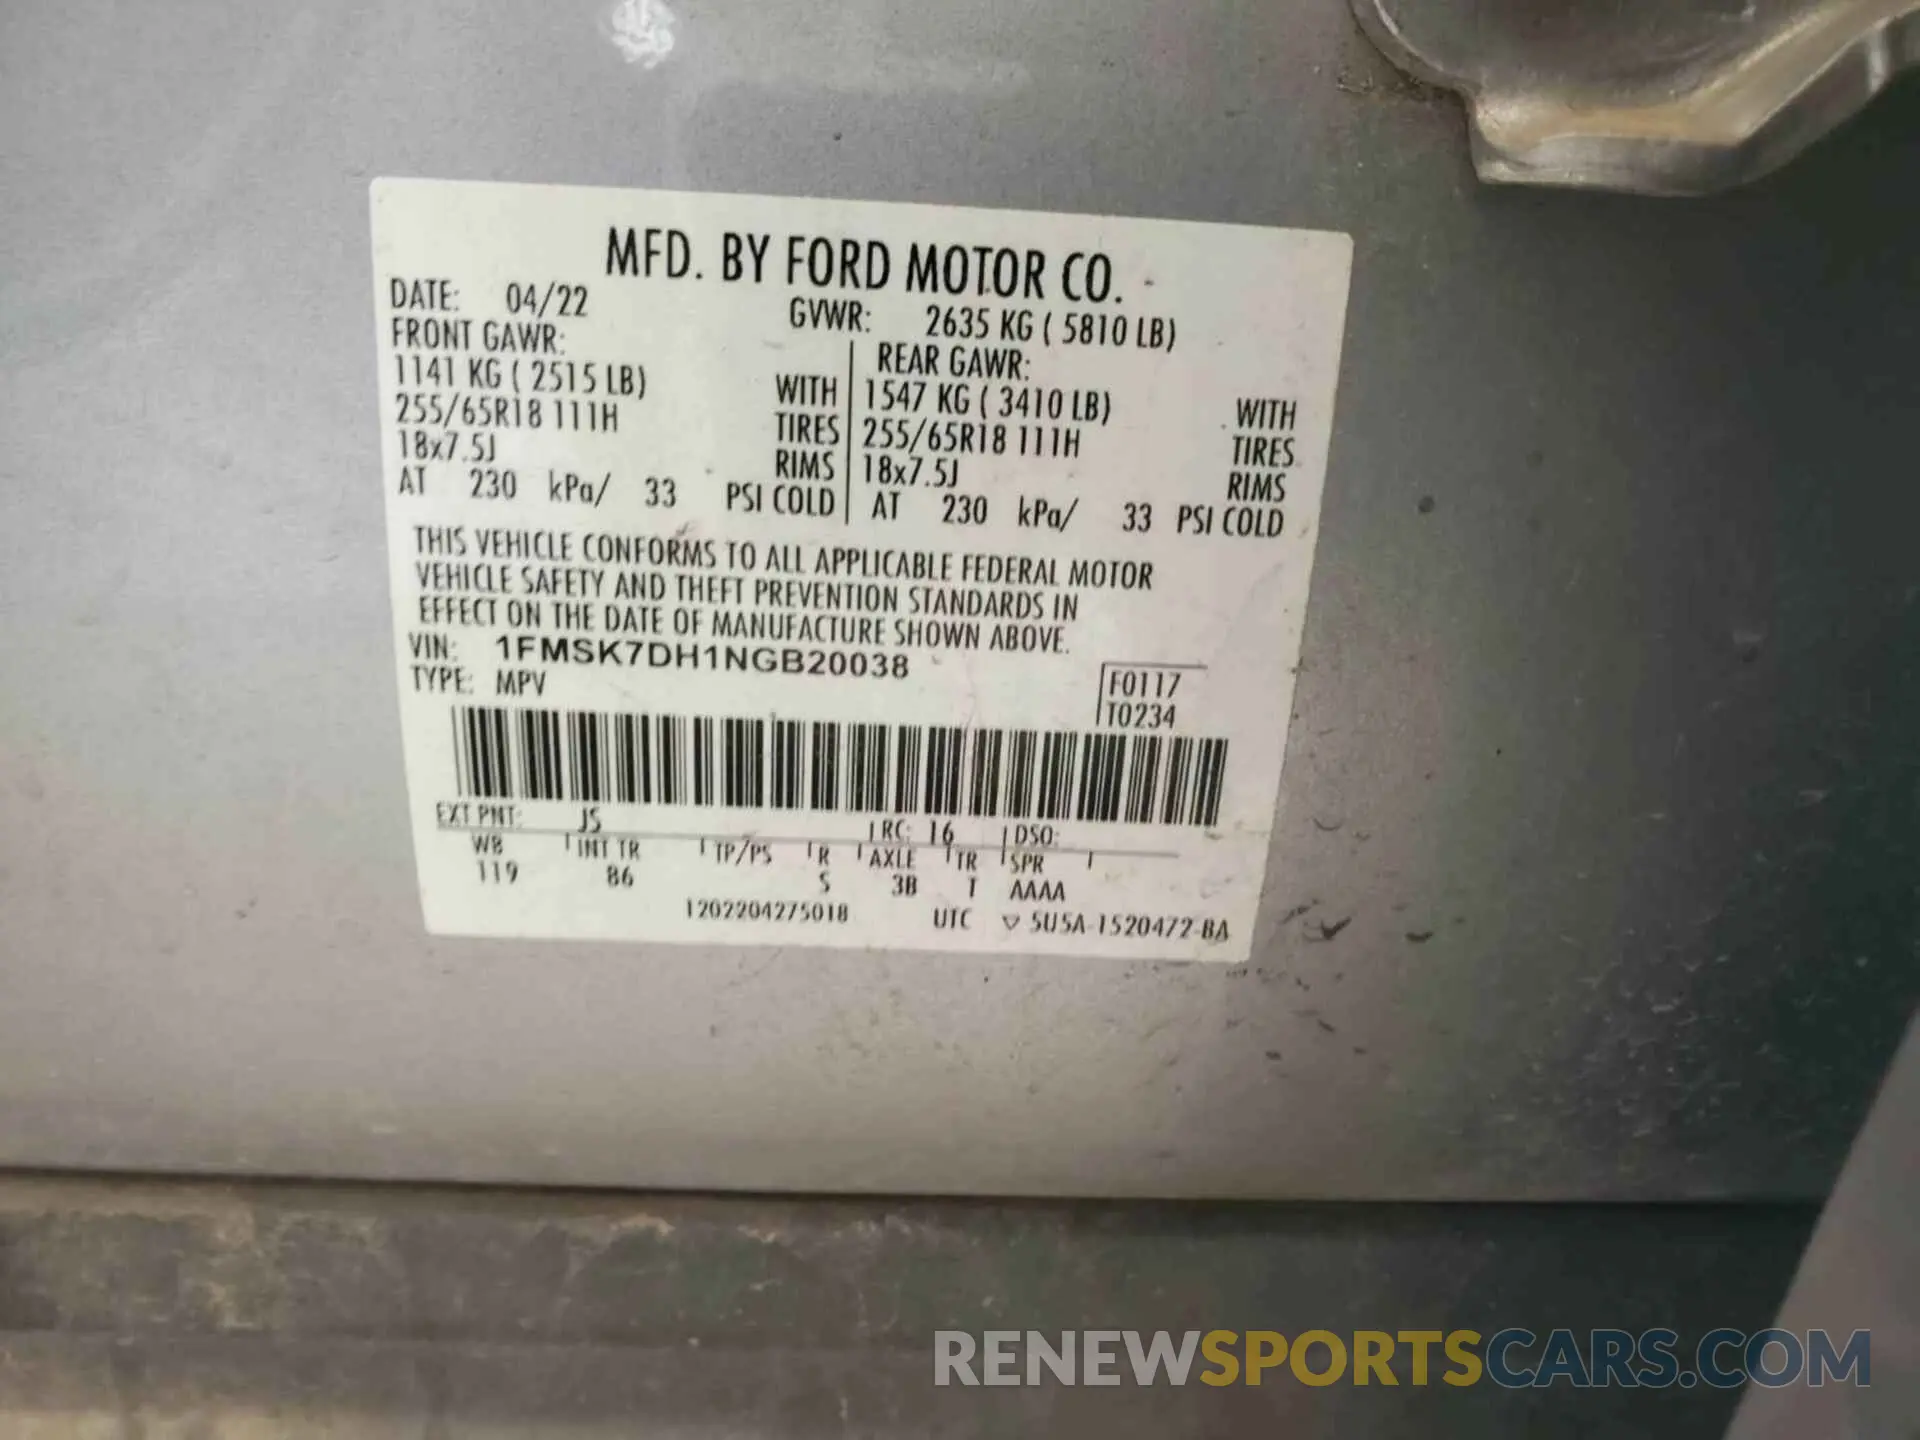 MFD. BY FORD MOTOR CO.
DATE: 04/22 GVWR: 2635 KG ( 5810 LB)
FRONT GAWR: REAR GAWR:
1141 KG ( 2515 LB) WITH 1547 KG ( 3410 LB) WITH
255/65R18 111H TIRES 255/65R18 111H TIRES
18x7.5J RIMS 18x7.5J RIMS
AT 230 kPa/ 33 PSI COLD AT 230 kPa/ 33 PSI COLD
THIS VEHICLE CONFORMS TO ALL APPLICABLE FEDERAL MOTOR
VEHICLE SAFETY AND THEFT PREVENTION STANDARDS IN
EFFECT ON THE DATE OF MANUFACTURE SHOWN ABOVE.
VIN: 1FMSK7DH1NGB20038
TYPE: MPV F0117
T0234
EXT PNT: JS RC: 16 DSO:
WB INT TR TP/PS R AXLE TR SPR
119 86 S 3B T AAAA
1202204275018 UTC ▽ 5U5A-1520472-BA
RENEWSPORTSCARS.COM